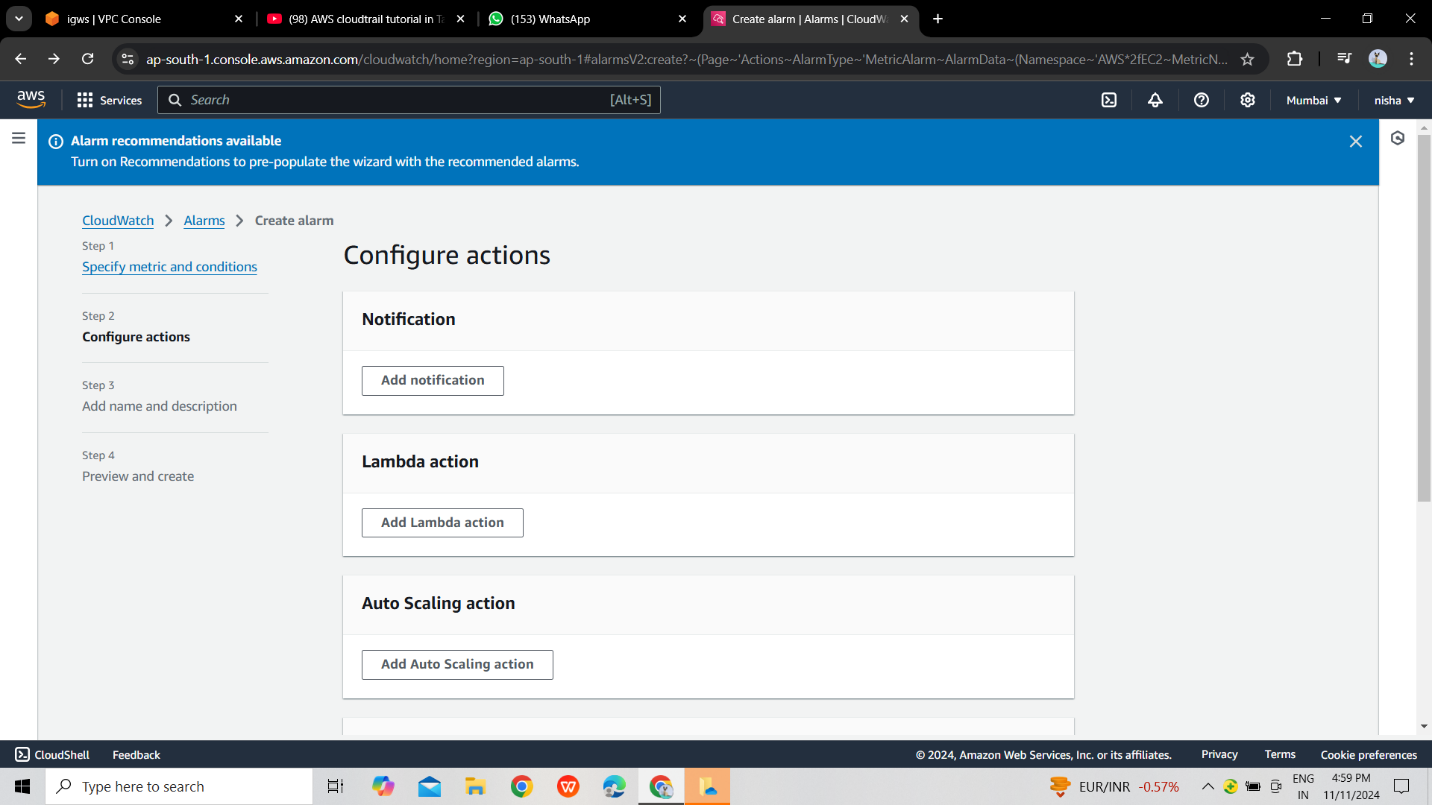 igws | VPC Console
(98) AWS cloudtrail tutorial in Ta
(153) WhatsApp
Create alarm | Alarms | CloudWa
ap-south-1.console.aws.amazon.com/cloudwatch/home?region=ap-south-1#alarmsV2:create?~(Page~'Actions~AlarmType~'MetricAlarm~AlarmData~(Namespace~'AWS*2fEC2~MetricN...
aws
Services
Search
[Alt+S]
Mumbai
nisha
Alarm recommendations available
Turn on Recommendations to pre-populate the wizard with the recommended alarms.
CloudWatch
Alarms
Create alarm
Step 1
Specify metric and conditions
Step 2
Configure actions
Step 3
Add name and description
Step 4
Preview and create
Configure actions
Notification
Add notification
Lambda action
Add Lambda action
Auto Scaling action
Add Auto Scaling action
CloudShell
Feedback
© 2024, Amazon Web Services, Inc. or its affiliates.
Privacy
Terms
Cookie preferences
Type here to search
EUR/INR
-0.57%
ENG
IN
4:59 PM
11/11/2024